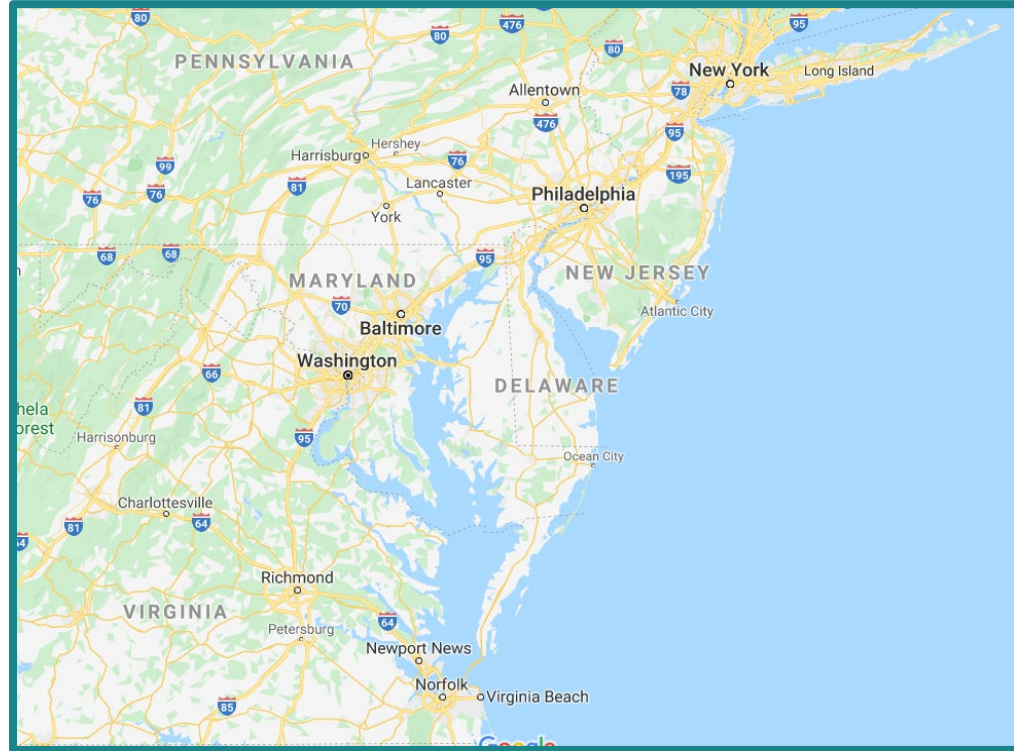 80
476
95
80
80
PENNSYLVANIA
New York
Long Island
Allentown
78
476
95
Hershey
Harrisburg
76
99
195
Lancaster
81
76
76
Philadelphia
York
68
68
95
MARYLAND
NEW JERSEY
70
Atlantic City
Baltimore
Washington
66
DELAWARE
81
hela
orest
Harrisonburg
95
Ocean City
Charlottesville
64
81
64
Richmond
VIRGINIA
64
Petersburg
Newport News
Norfolk
Virginia Beach
85
Google